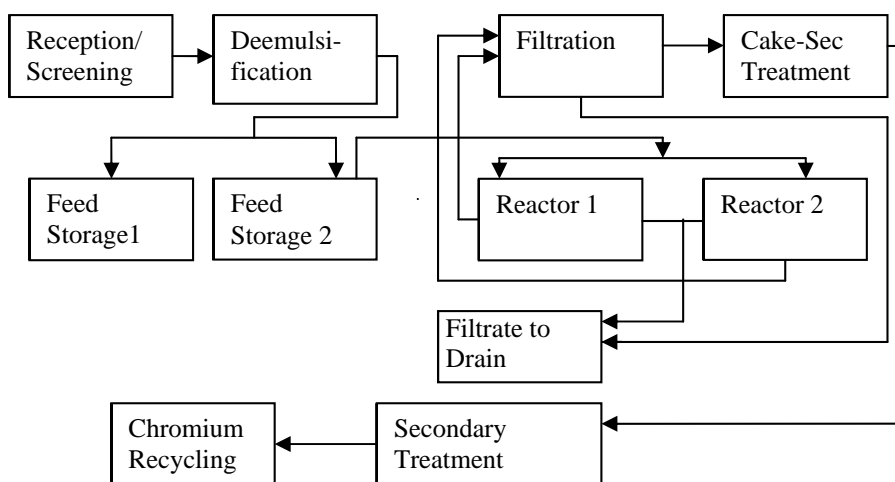 Reception/
Screening
Deemulsi-
fication
Filtration
Cake-Sec
Treatment
Feed
Storage1
Feed
Storage 2
Reactor 1
Reactor 2
Filtrate to
Drain
Chromium
Recycling
Secondary
Treatment